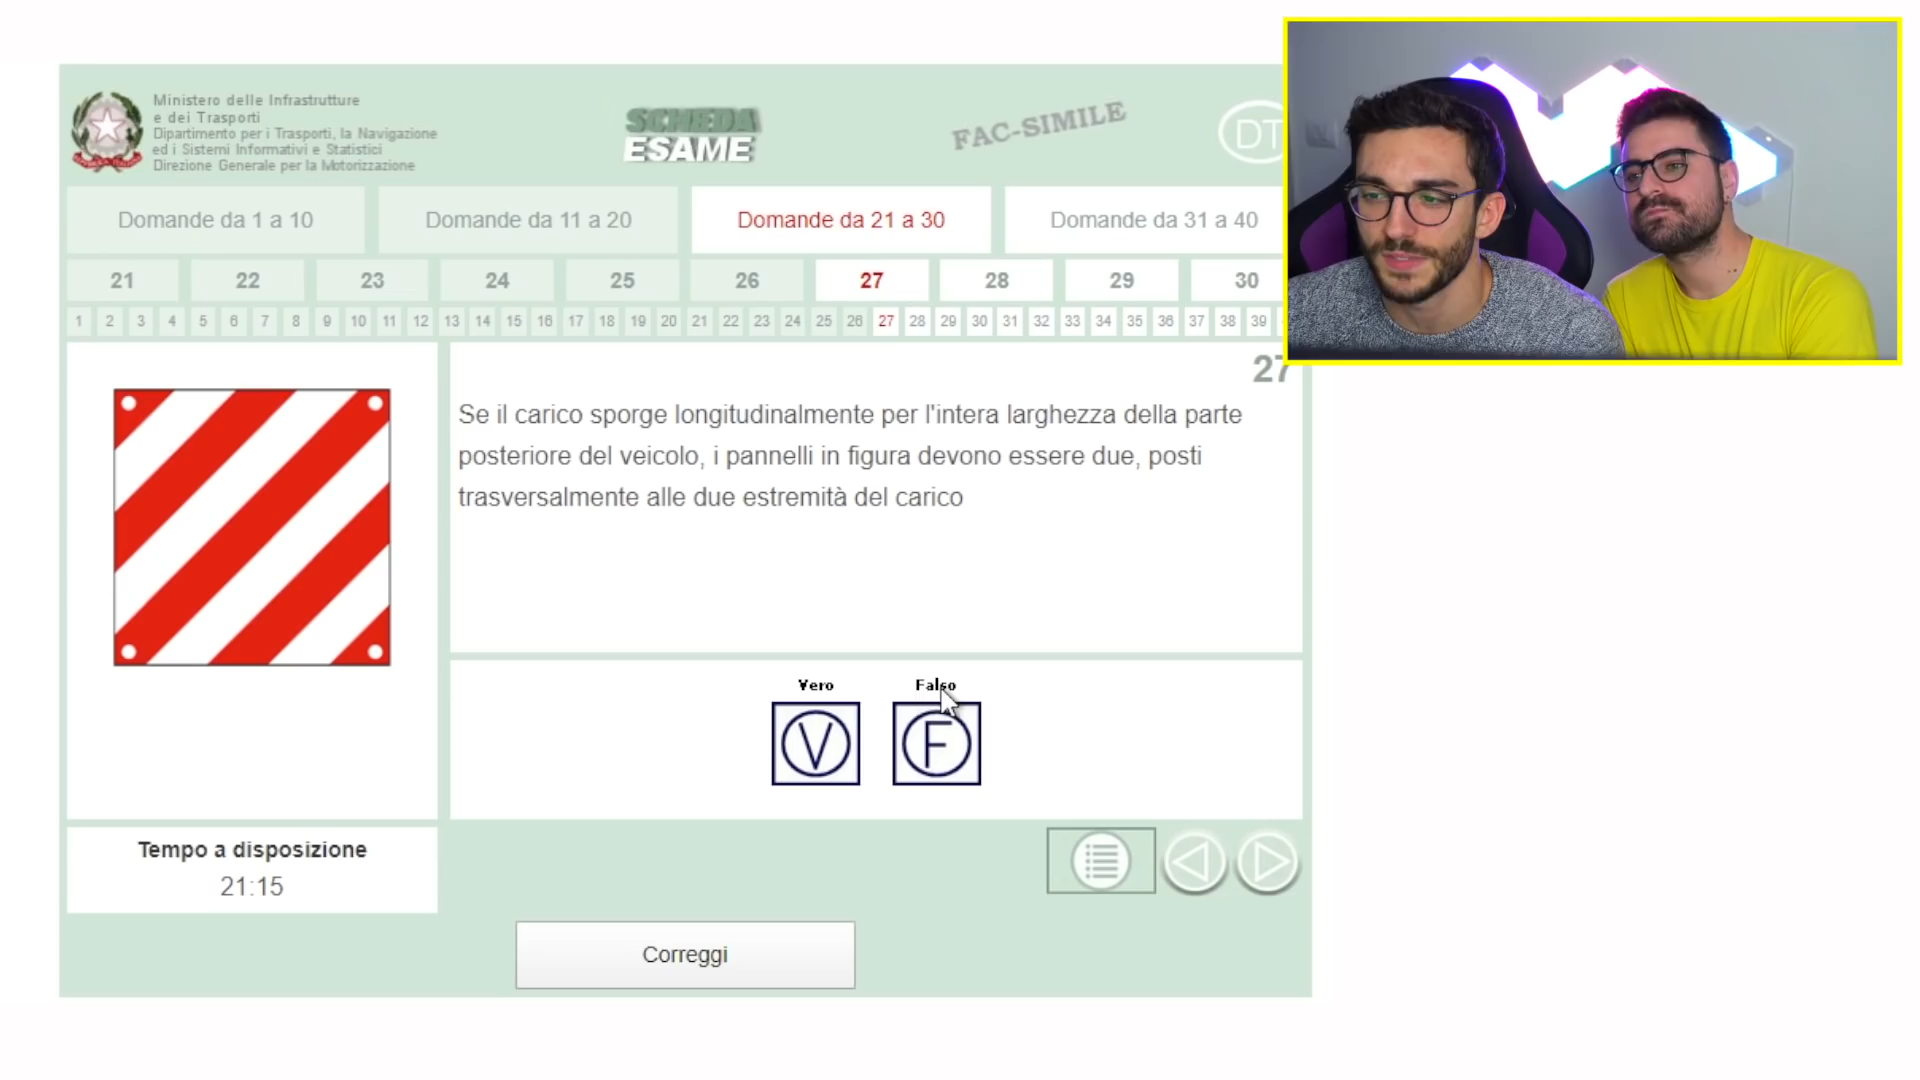 Ministero delle Infrastrutture
e dei Trasporti
Dipartimento per i Trasporti, la Navigazione
ed i Sistemi Informativi e Statistici
Direzione Generale per la Motorizzazione
SCHEDA
ESAME
FAC-SIMILE
DT
Domande da 1 a 10 Domande da 11 a 20 Domande da 21 a 30 Domande da 31 a 40
21 22 23 24 25 26 27 28 29 30
1 2 3 4 5 6 7 8 9 10 11 12 13 14 15 16 17 18 19 20 21 22 23 24 25 26 27 28 29 30 31 32 33 34 35 36 37 38 39
27
Se il carico sporge longitudinalmente per l'intera larghezza della parte
posteriore del veicolo, i pannelli in figura devono essere due, posti
trasversalmente alle due estremità del carico
Vero Falso
V F
Tempo a disposizione
21:15
Correggi